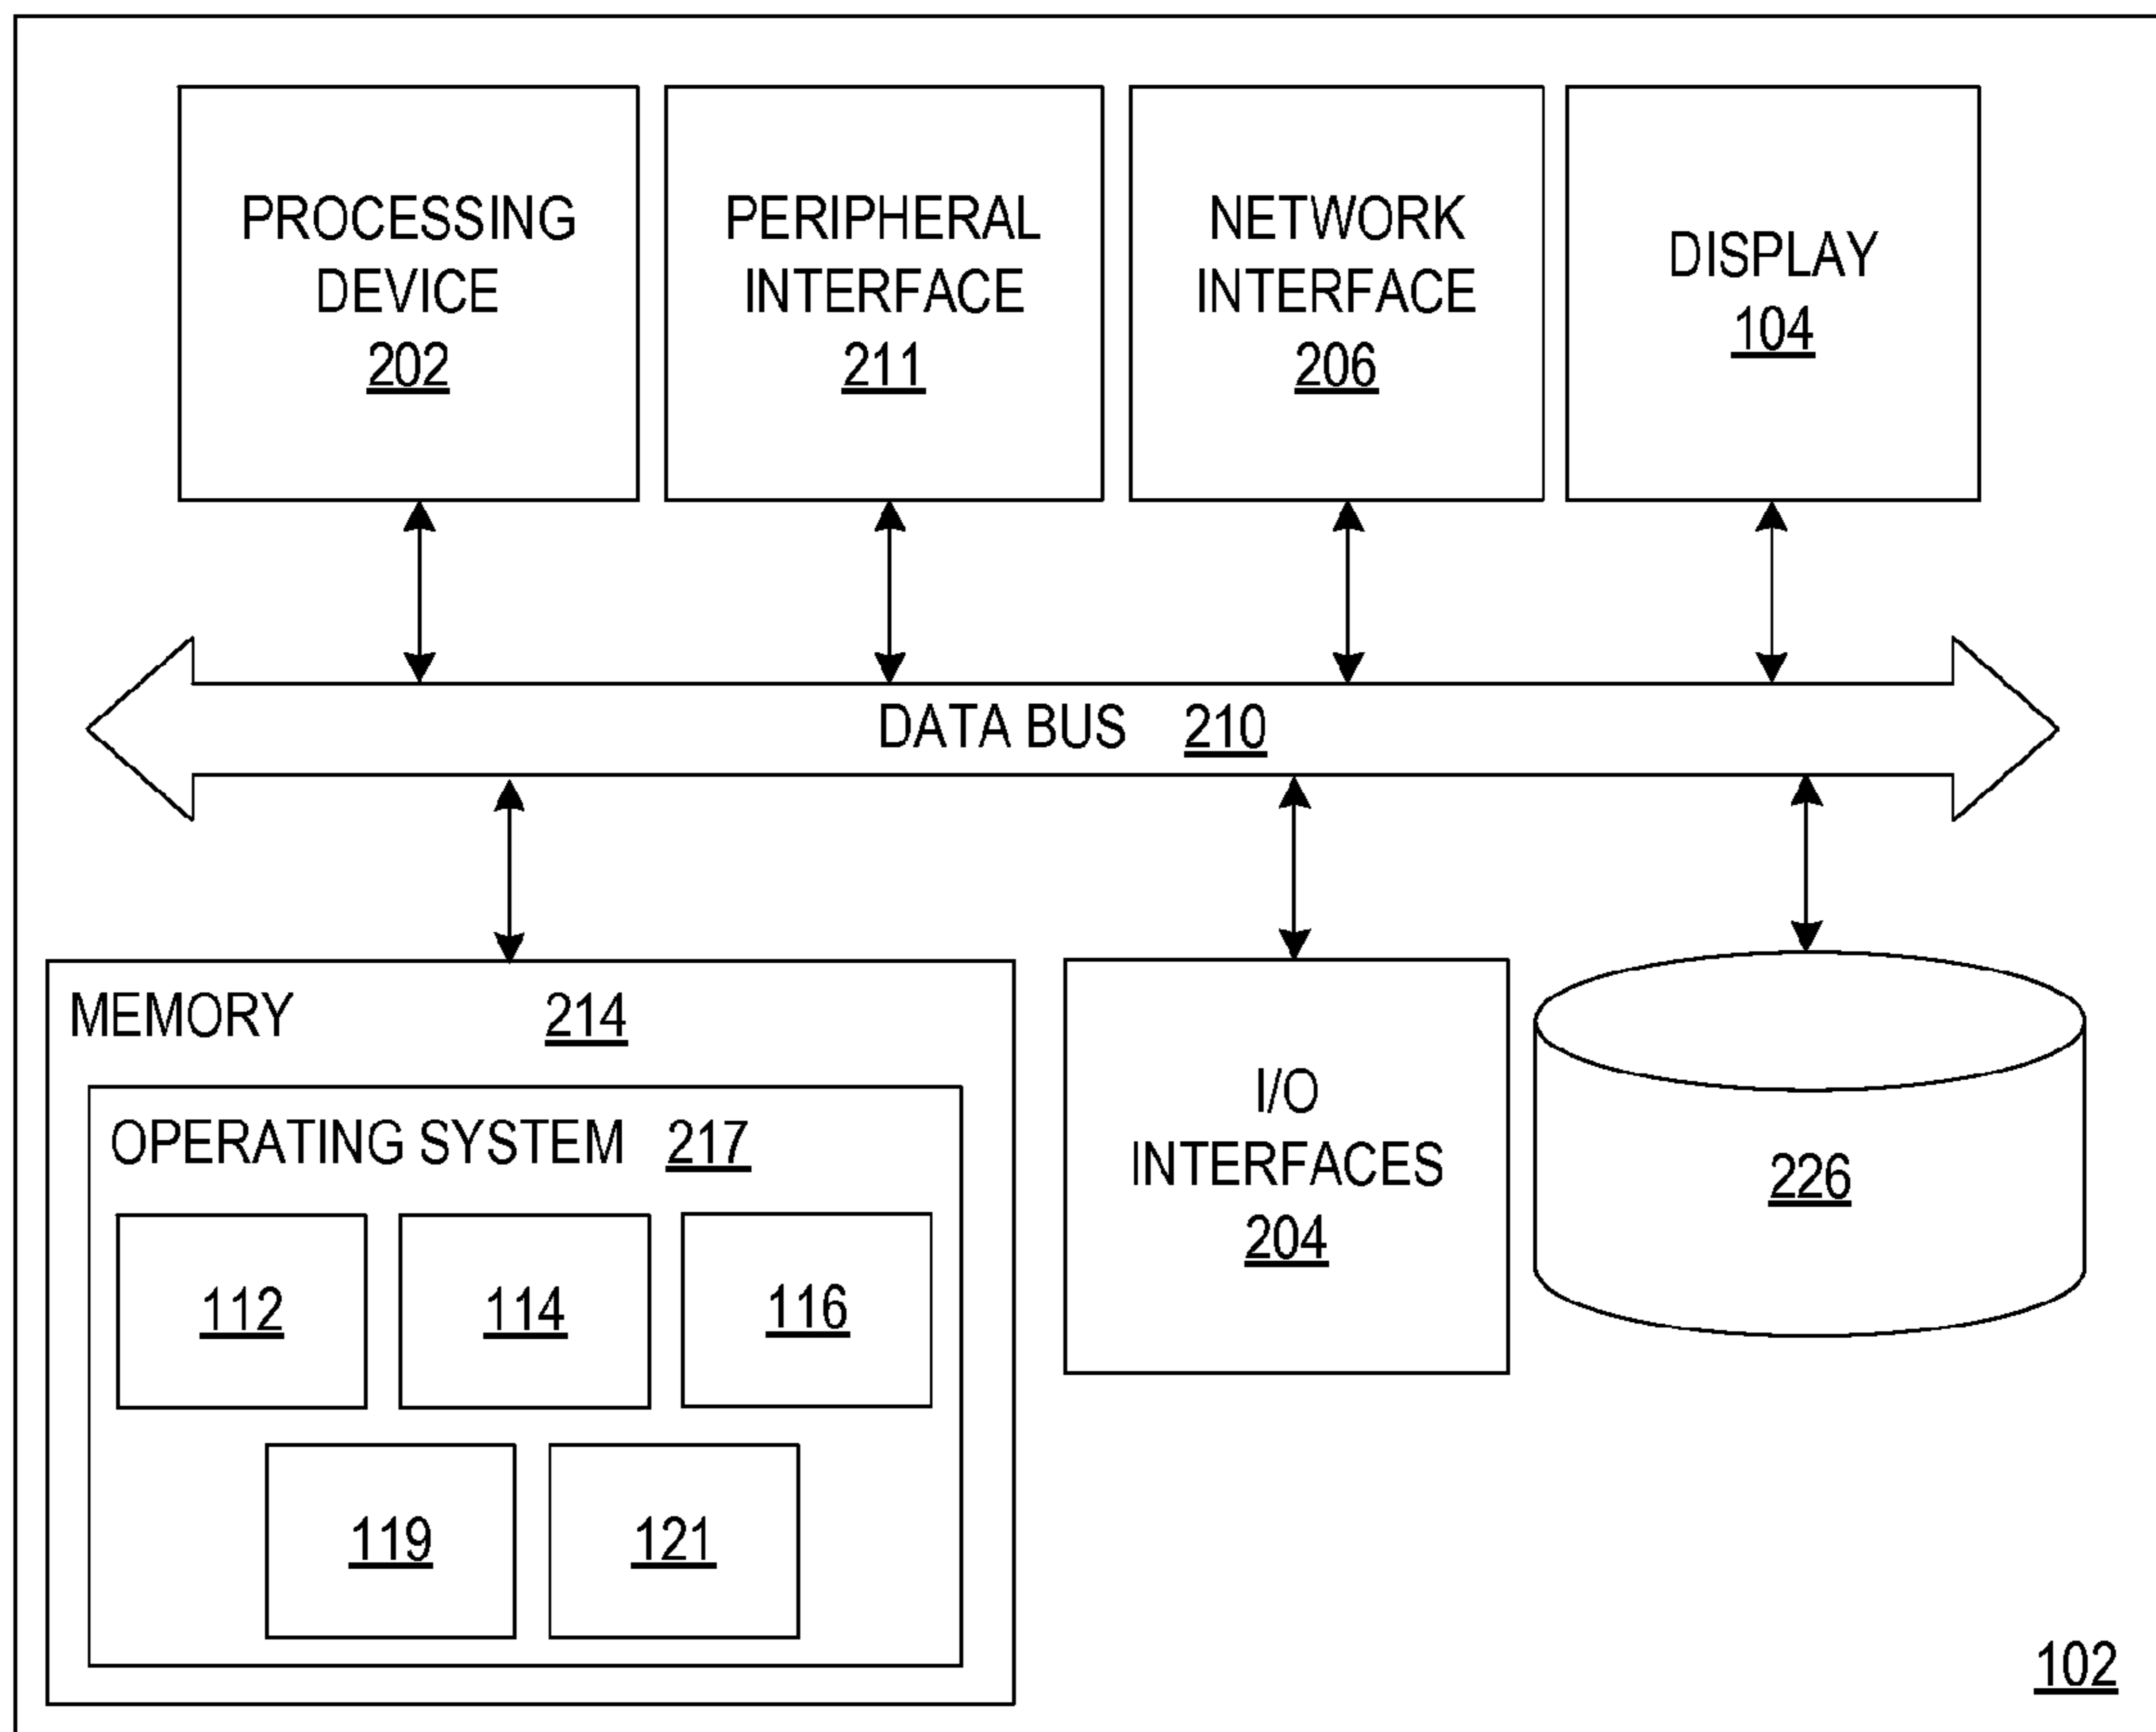 PROCESSING
DEVICE
202
PERIPHERAL
INTERFACE
211
NETWORK
INTERFACE
206
DISPLAY
104
DATA BUS 210
MEMORY 214
OPERATING SYSTEM 217
112
114
116
119
121
I/O
INTERFACES
204
226
102